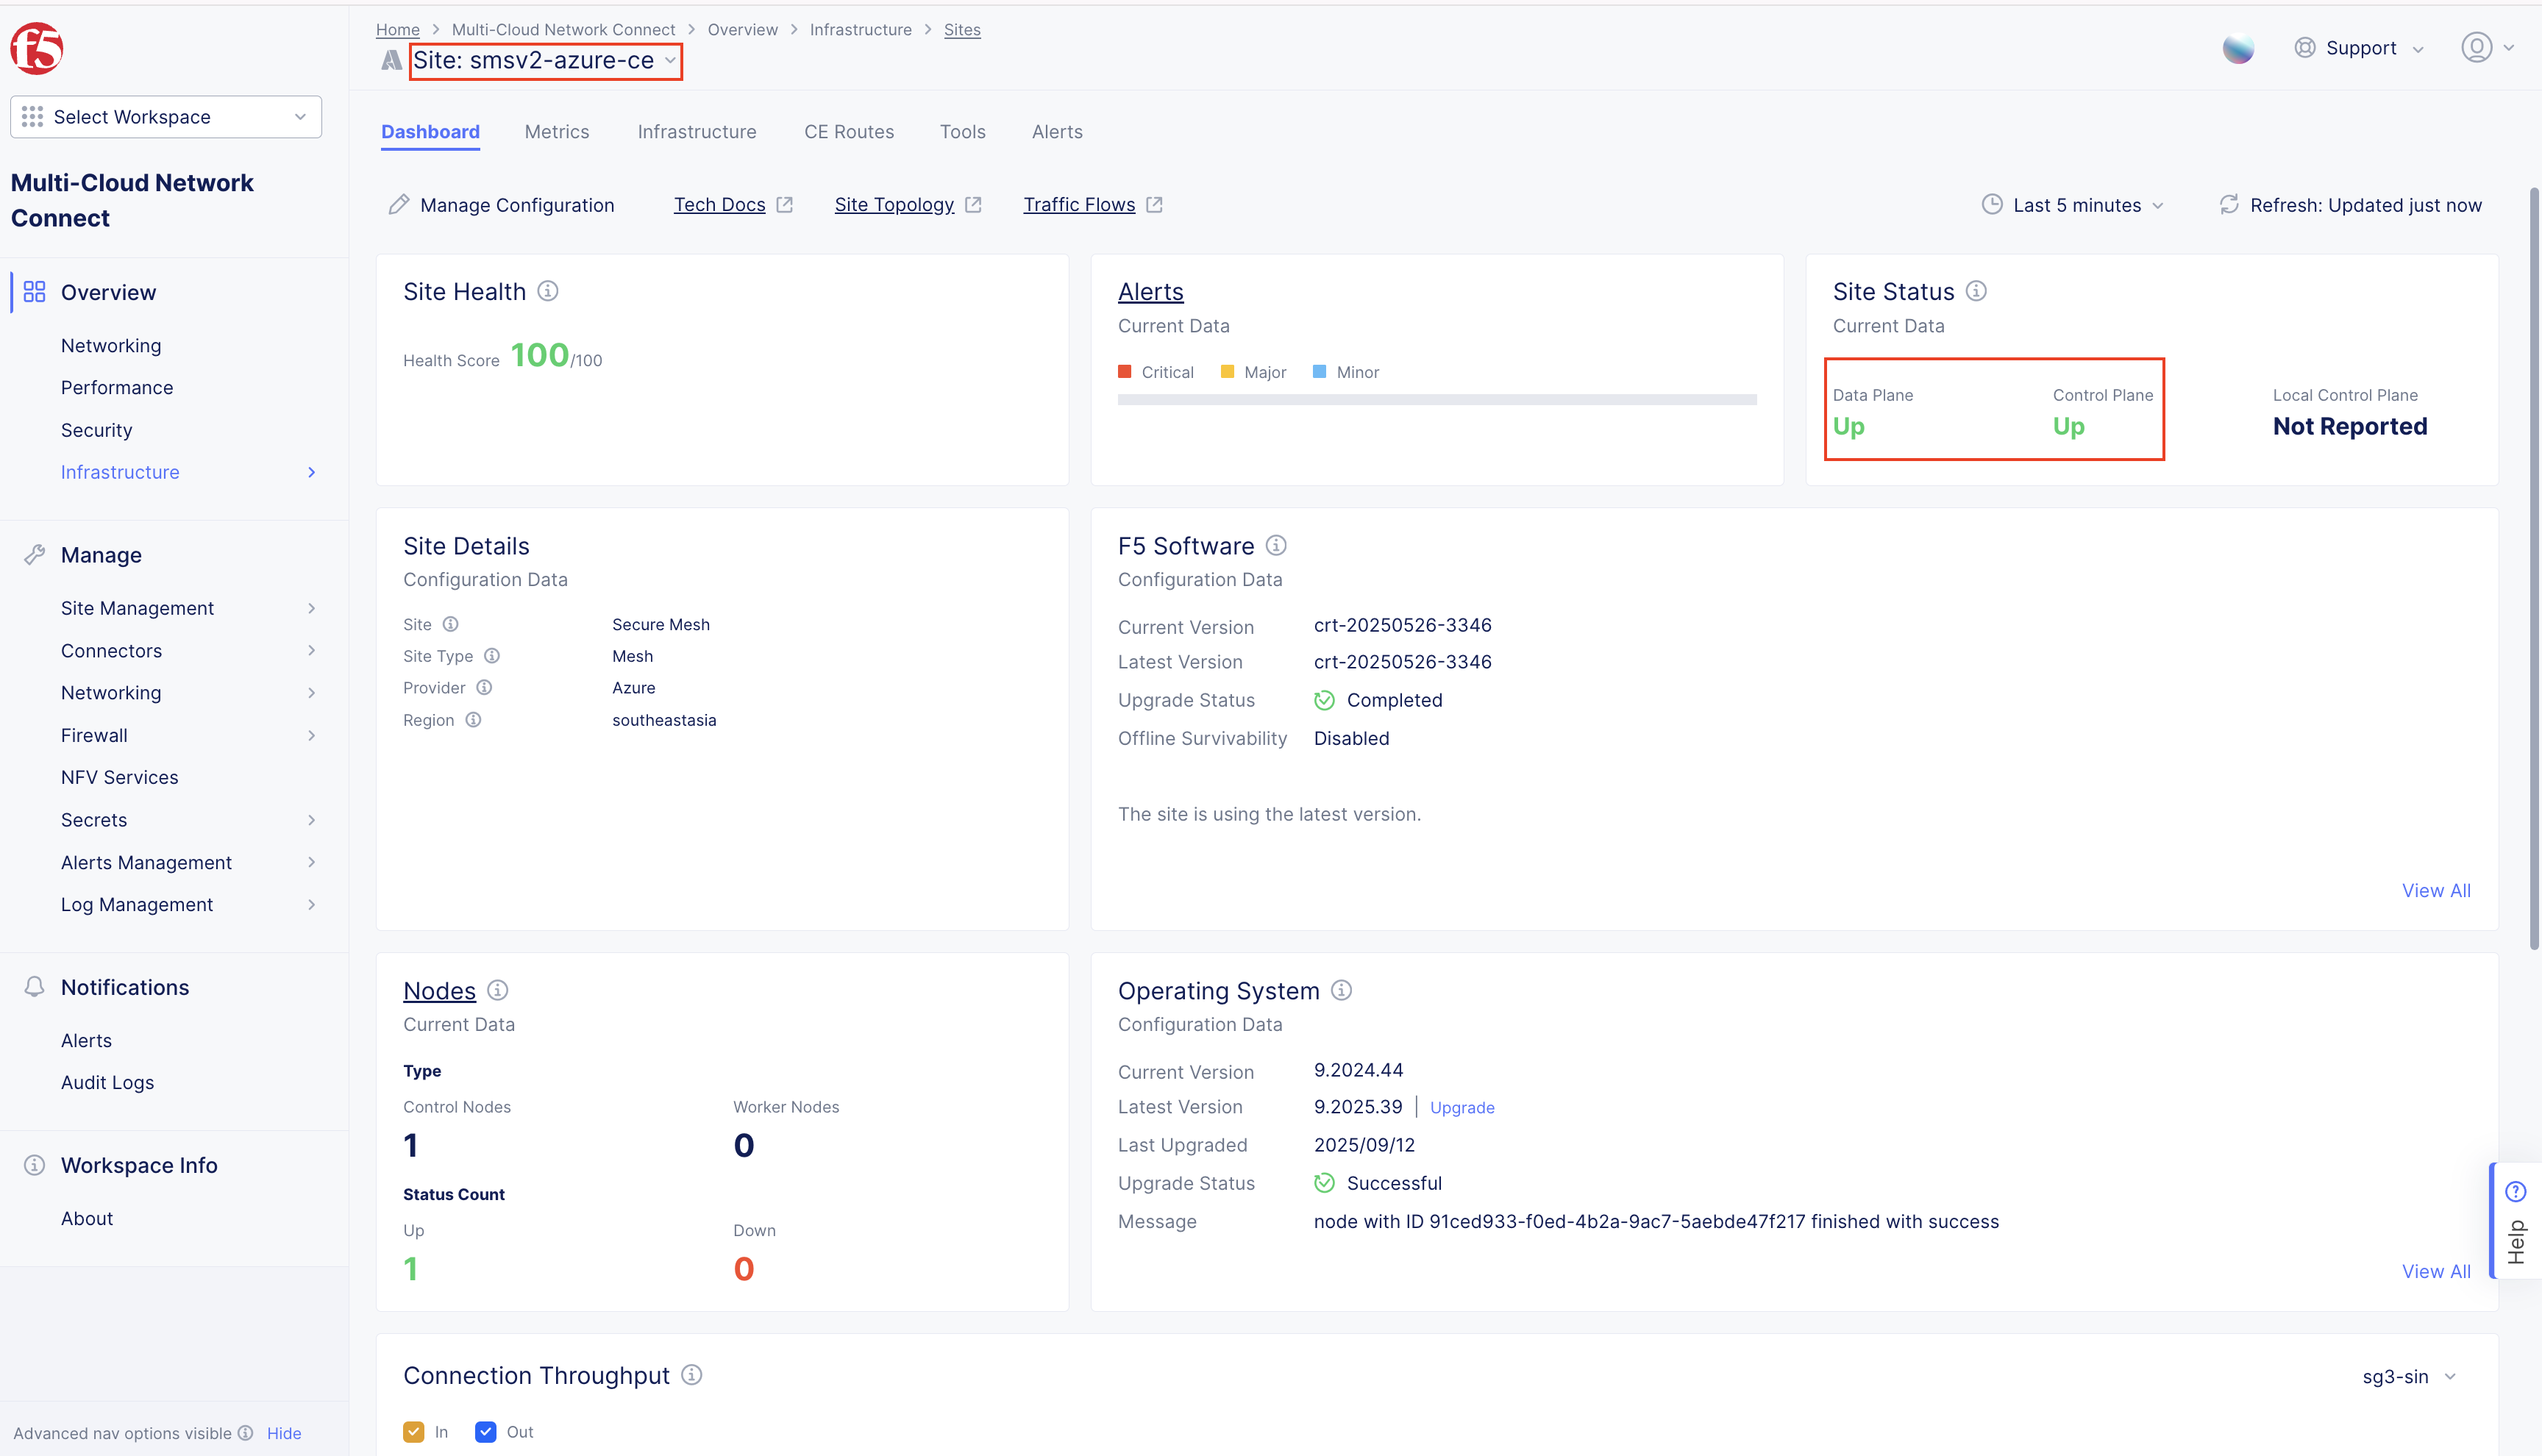 f5
Select Workspace
Multi-Cloud Network
Connect
Overview
Networking
Performance
Security
Infrastructure
Manage
Site Management
Connectors
Networking
Firewall
NFV Services
Secrets
Alerts Management
Log Management
Notifications
Alerts
Audit Logs
Workspace Info
About
Advanced nav options visible Hide
Home > Multi-Cloud Network Connect > Overview > Infrastructure > Sites
Site: smsv2-azure-ce
Support
Dashboard Metrics Infrastructure CE Routes Tools Alerts
Manage Configuration Tech Docs Site Topology Traffic Flows Last 5 minutes Refresh: Updated just now
Site Health
Health Score 100/100
Alerts
Current Data
Critical Major Minor
Site Status
Current Data
Data Plane Control Plane Local Control Plane
Up Up Not Reported
Site Details
Configuration Data
Site Secure Mesh
Site Type Mesh
Provider Azure
Region southeastasia
F5 Software
Configuration Data
Current Version crt-20250526-3346
Latest Version crt-20250526-3346
Upgrade Status Completed
Offline Survivability Disabled
The site is using the latest version.
View All
Nodes
Current Data
Type
Control Nodes Worker Nodes
1 0
Status Count
Up Down
1 0
Operating System
Configuration Data
Current Version 9.2024.44
Latest Version 9.2025.39 | Upgrade
Last Upgraded 2025/09/12
Upgrade Status Successful
Message node with ID 91ced933-f0ed-4b2a-9ac7-5aebde47f217 finished with success
View All
Help
Connection Throughput
sg3-sin
In Out